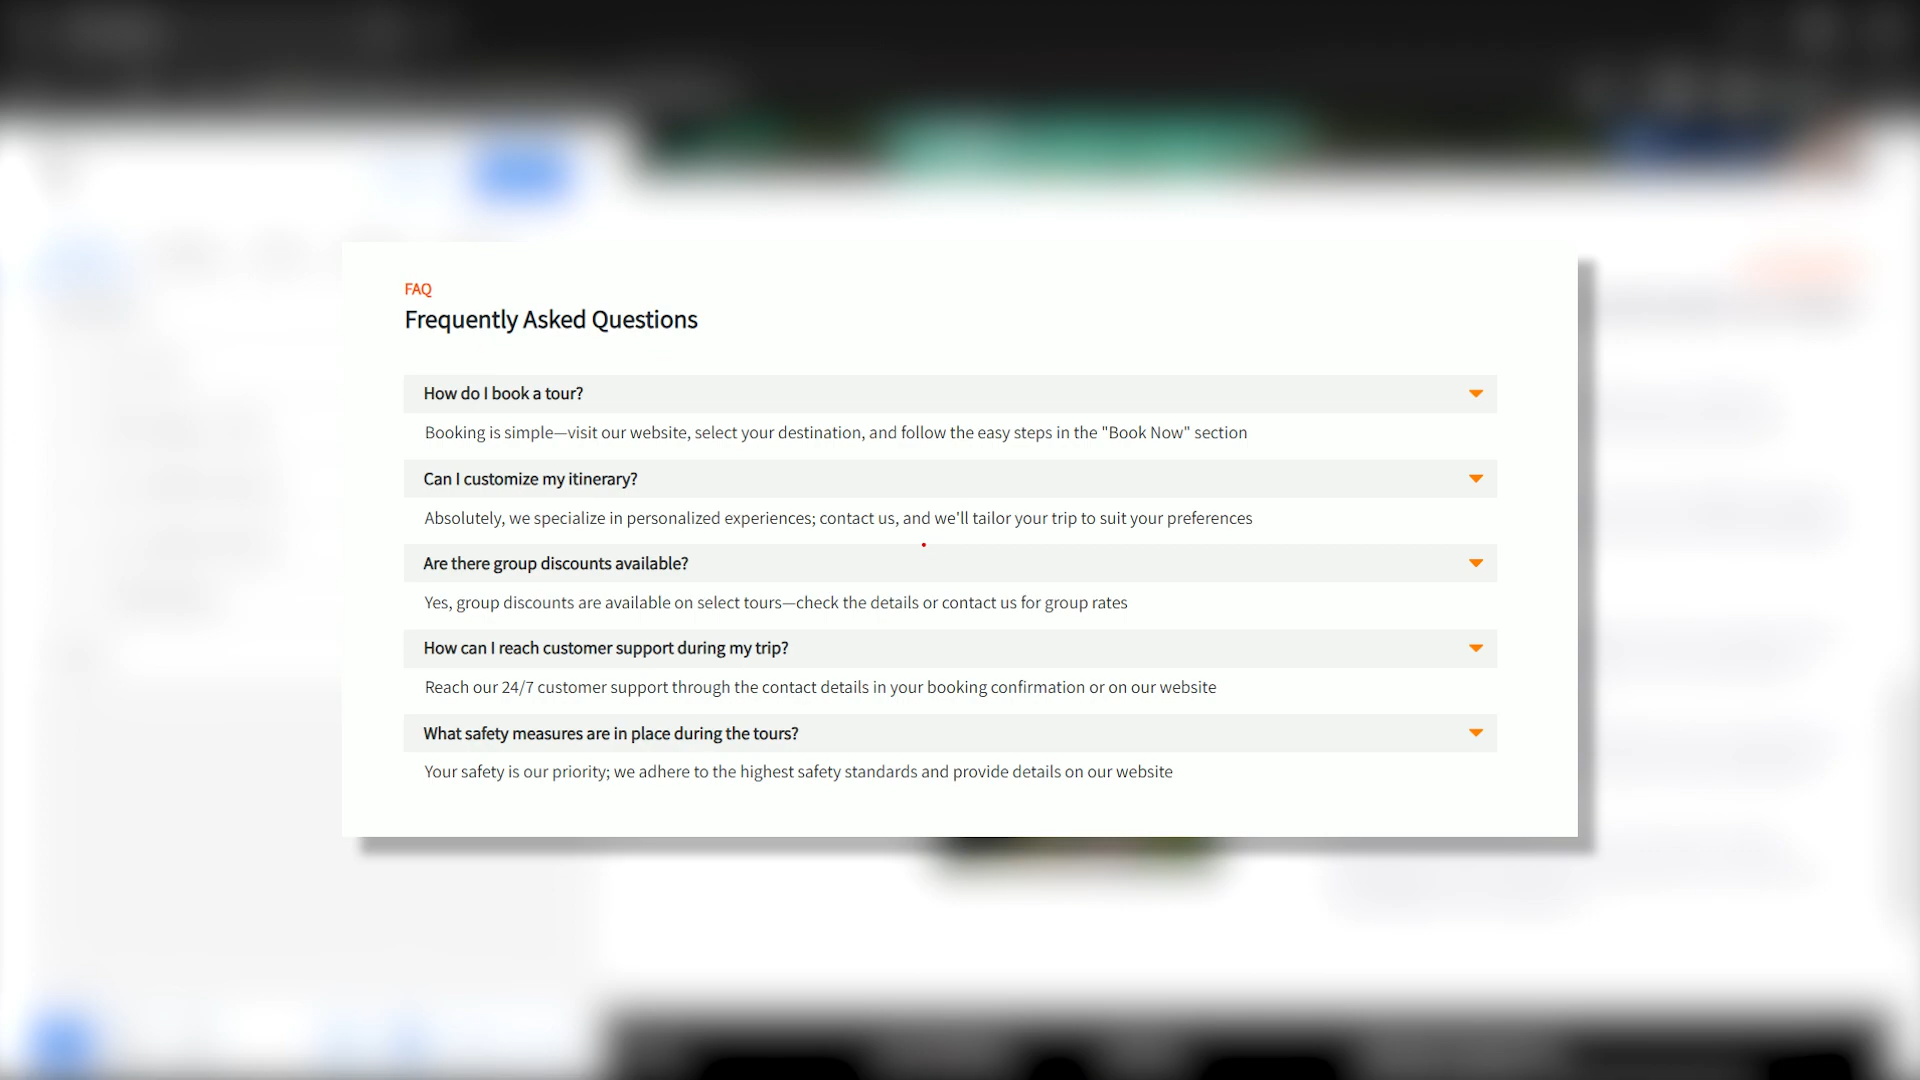 FAQ
Frequently Asked Questions
How do I book a tour?
Booking is simple—visit our website, select your destination, and follow the easy steps in the "Book Now" section
Can I customize my itinerary?
Absolutely, we specialize in personalized experiences; contact us, and we'll tailor your trip to suit your preferences
Are there group discounts available?
Yes, group discounts are available on select tours—check the details or contact us for group rates
How can I reach customer support during my trip?
Reach our 24/7 customer support through the contact details in your booking confirmation or on our website
What safety measures are in place during the tours?
Your safety is our priority; we adhere to the highest safety standards and provide details on our website